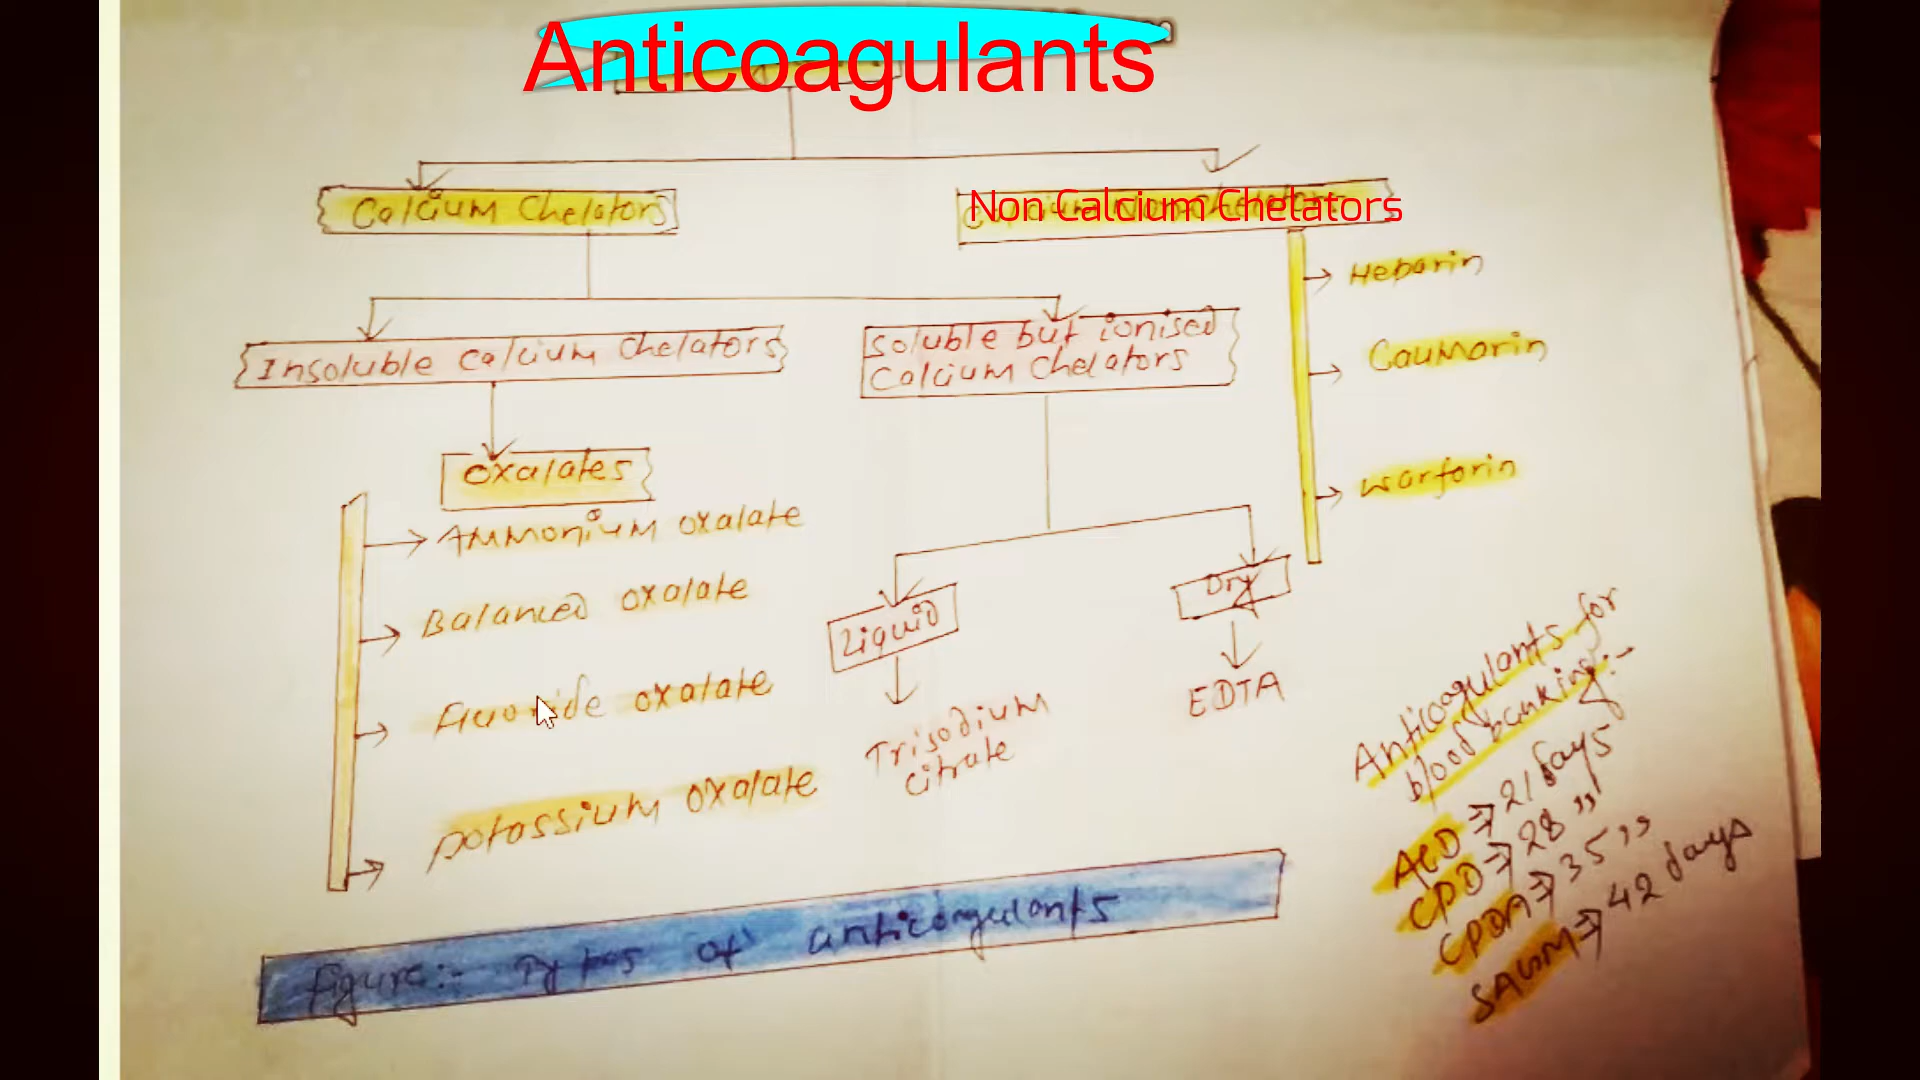 Anticoagulants
Calcium Chelators
Non Calcium Chelators
Heparin
Insoluble calcium chelators
Soluble but ionised
Calcium chelators
Caumarin
Oxalates
Warfarin
Ammonium oxalate
Balanced oxalate
Liquid
Dry
Fluoride oxalate
Trisodium
citrate
EDTA
potassium oxalate
Anticoagulants for
blood banking:-
ACD → 21 days
CPD → 28 "
CPDA → 35 "
SAGM → 42 days
Figure:- Types of anticoagulants